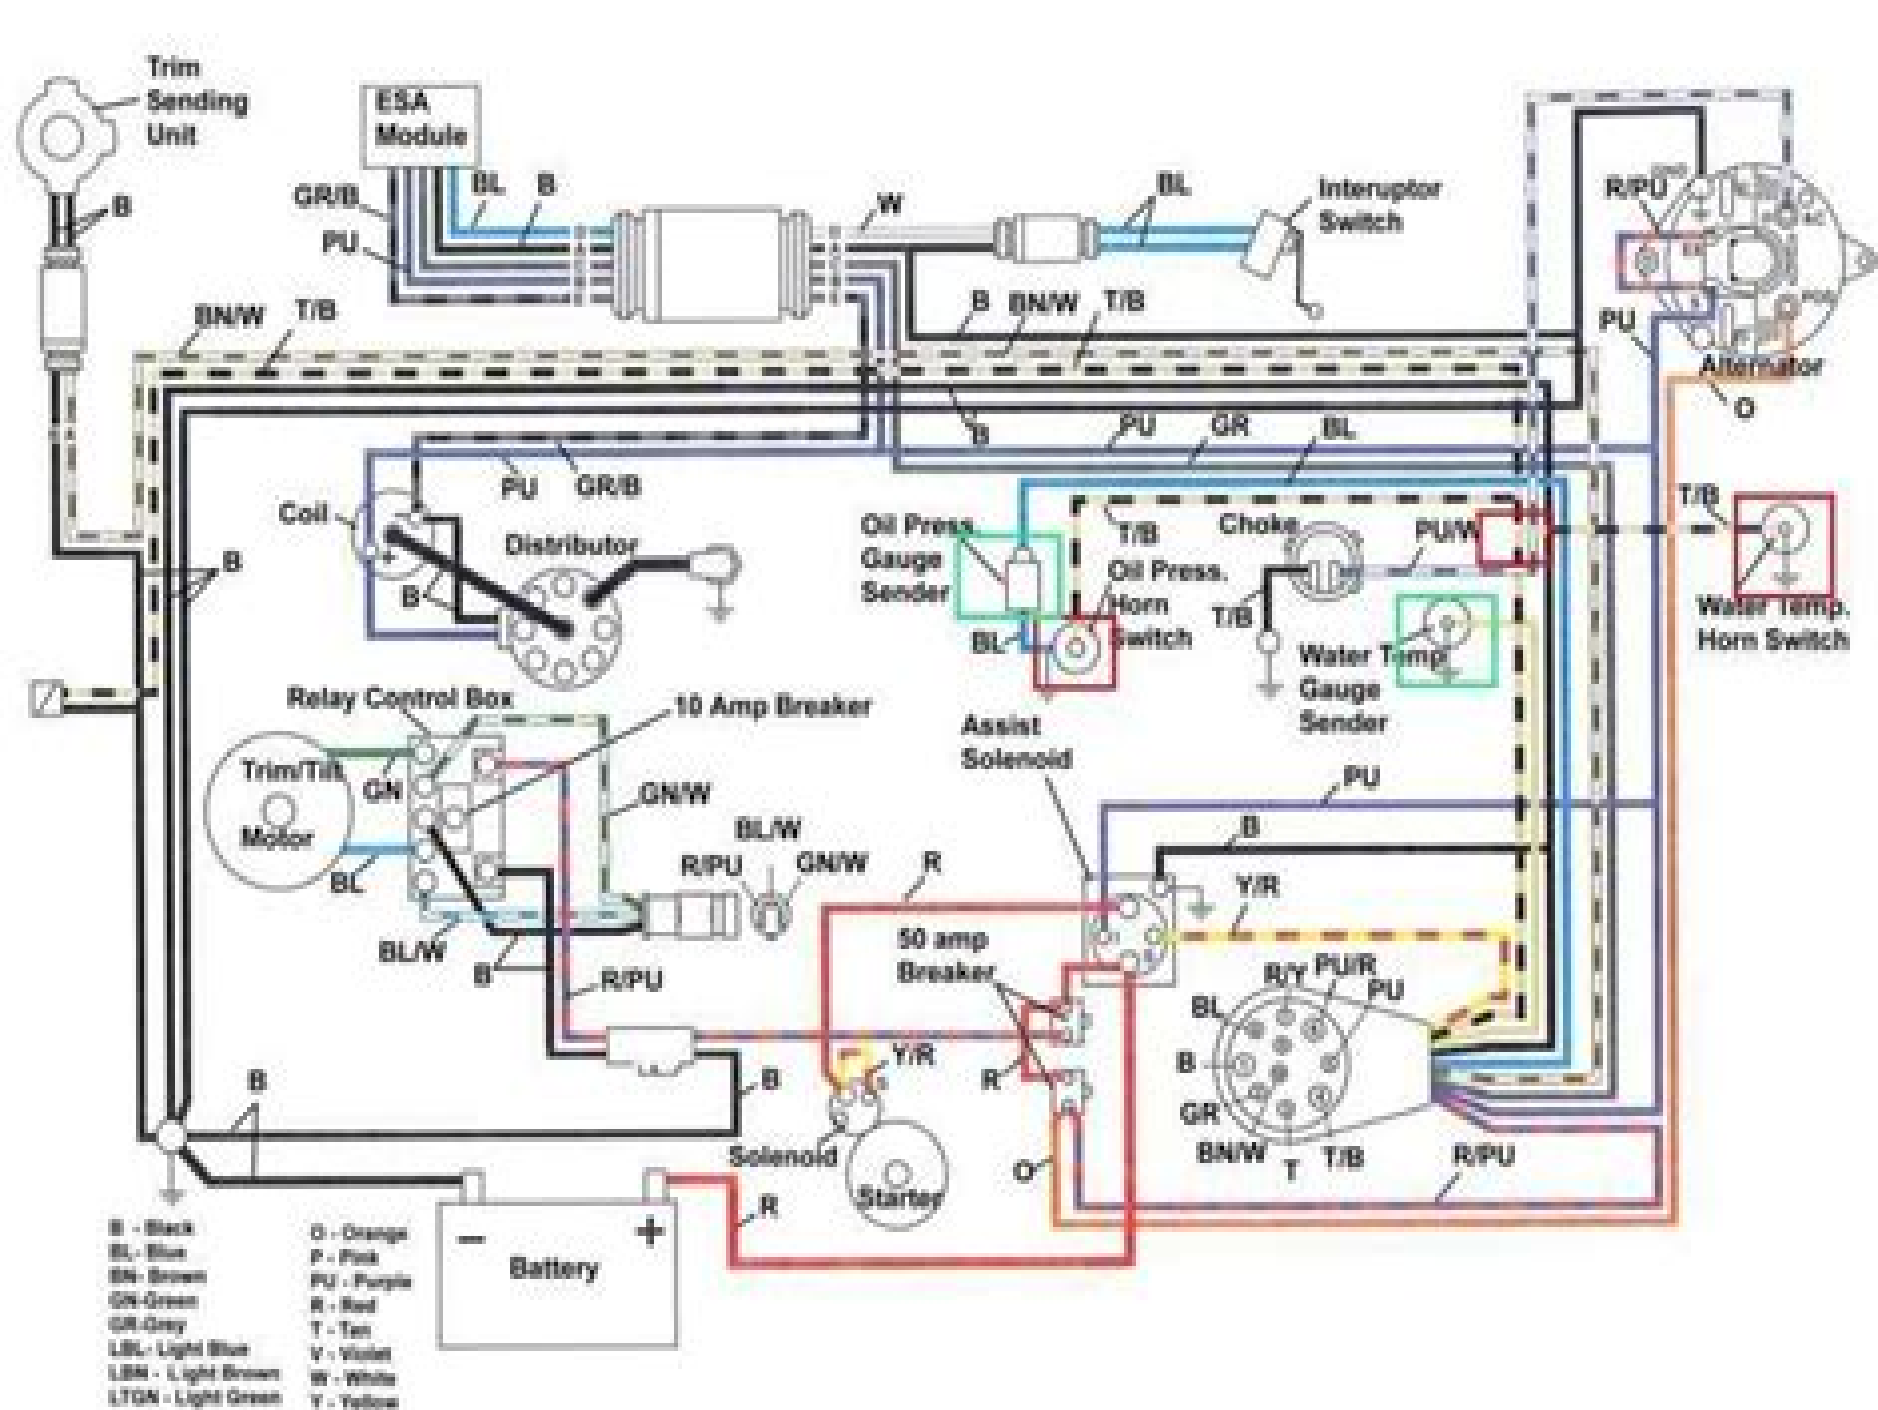 Trim
Sending
Unit
B
ESA
Module
GR/B
BL
B
PU
W
BL
Interuptor
Switch
R/PU
PU
Alternator
O
BN/W
T/B
B
BN/W
T/B
B
PU
GR
BL
PU
GR/B
Coil
+
Distributor
B
B
Oil Press.
Gauge
Sender
BL
T/B
Oil Press.
Horn
Switch
Choke
PU/W
T/B
T/B
Water Temp.
Horn Switch
Water Temp
Gauge
Sender
Relay Control Box
10 Amp Breaker
Trim/Tilt
Motor
GN
BL
GN/W
BL/W
R/PU
GN/W
BL/W
B
R/PU
Assist
Solenoid
PU
B
R
Y/R
50 amp
Breaker
R
Y/R
B
B
Solenoid
Starter
O
R/Y
PU/R
PU
BL
B
GR
BN/W
T
T/B
R/PU
R
−
+
Battery
B - Black
BL- Blue
BN- Brown
GN-Green
GR-Grey
LBL- Light Blue
LBN - Light Brown
LTGN - Light Green
O - Orange
P - Pink
PU - Purple
R - Red
T - Tan
V - Violet
W - White
Y - Yellow